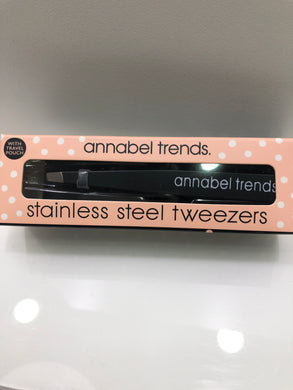 WITH
TRAVEL
POUCH
annabel trends.
annabel trends
stainless steel tweezers